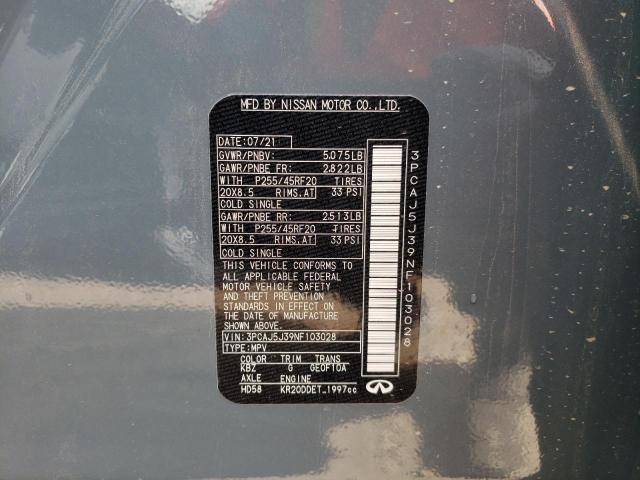 MFD BY NISSAN MOTOR CO.,LTD.
DATE:07/21
GVWR/PNBV: 5.075LB
GAWR/PNBE FR: 2.822LB
WITH P255/45RF20 TIRES
20X8.5 RIMS.AT 33 PSI
COLD SINGLE
GAWR/PNBE RR: 2.513LB
WITH P255/45RF20 TIRES
20X8.5 RIMS.AT 33 PSI
COLD SINGLE
THIS VEHICLE CONFORMS TO
ALL APPLICABLE FEDERAL
MOTOR VEHICLE SAFETY
AND THEFT PREVENTION
STANDARDS IN EFFECT ON
THE DATE OF MANUFACTURE
SHOWN ABOVE.
VIN: 3PCAJ5J39NF103028
TYPE: MPV
COLOR TRIM TRANS
KBZ G GE0F10A
AXLE ENGINE
HD58 KR20DDET 1997cc
3PCAJ5J39NF103028